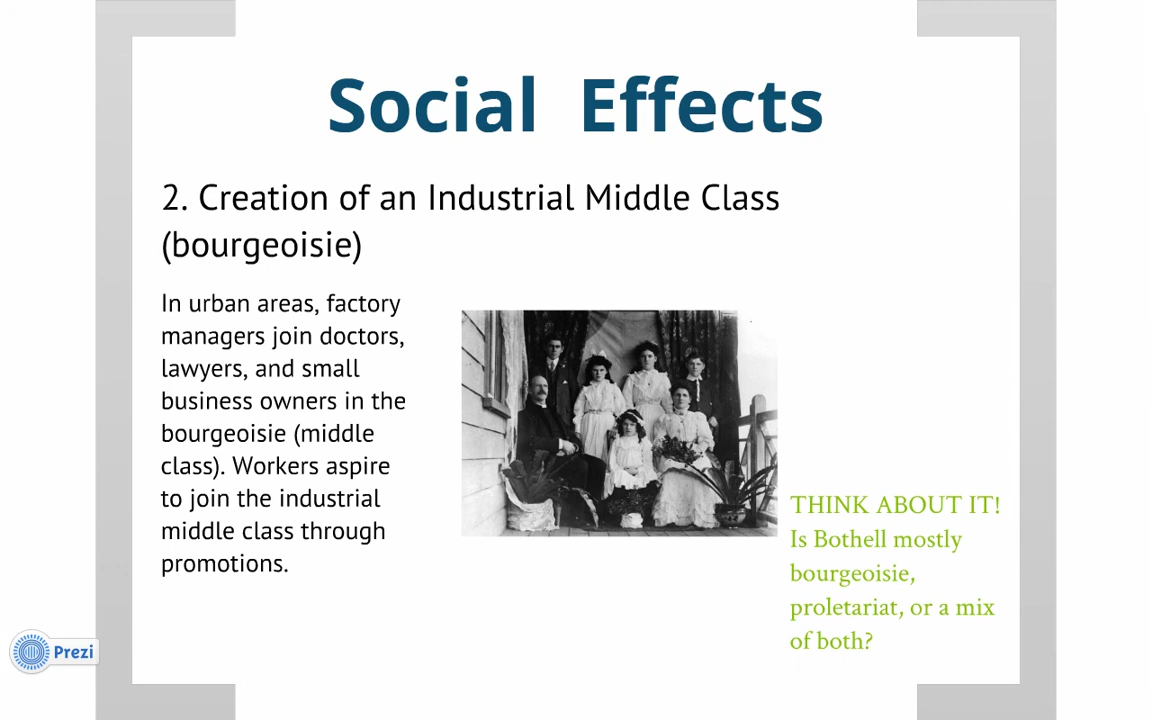 Social Effects
2. Creation of an Industrial Middle Class
(bourgeoisie)
In urban areas, factory
managers join doctors,
lawyers, and small
business owners in the
bourgeoisie (middle
class). Workers aspire
to join the industrial
middle class through
promotions.
THINK ABOUT IT!
Is Bothell mostly
bourgeoisie,
proletariat, or a mix
of both?
Prezi